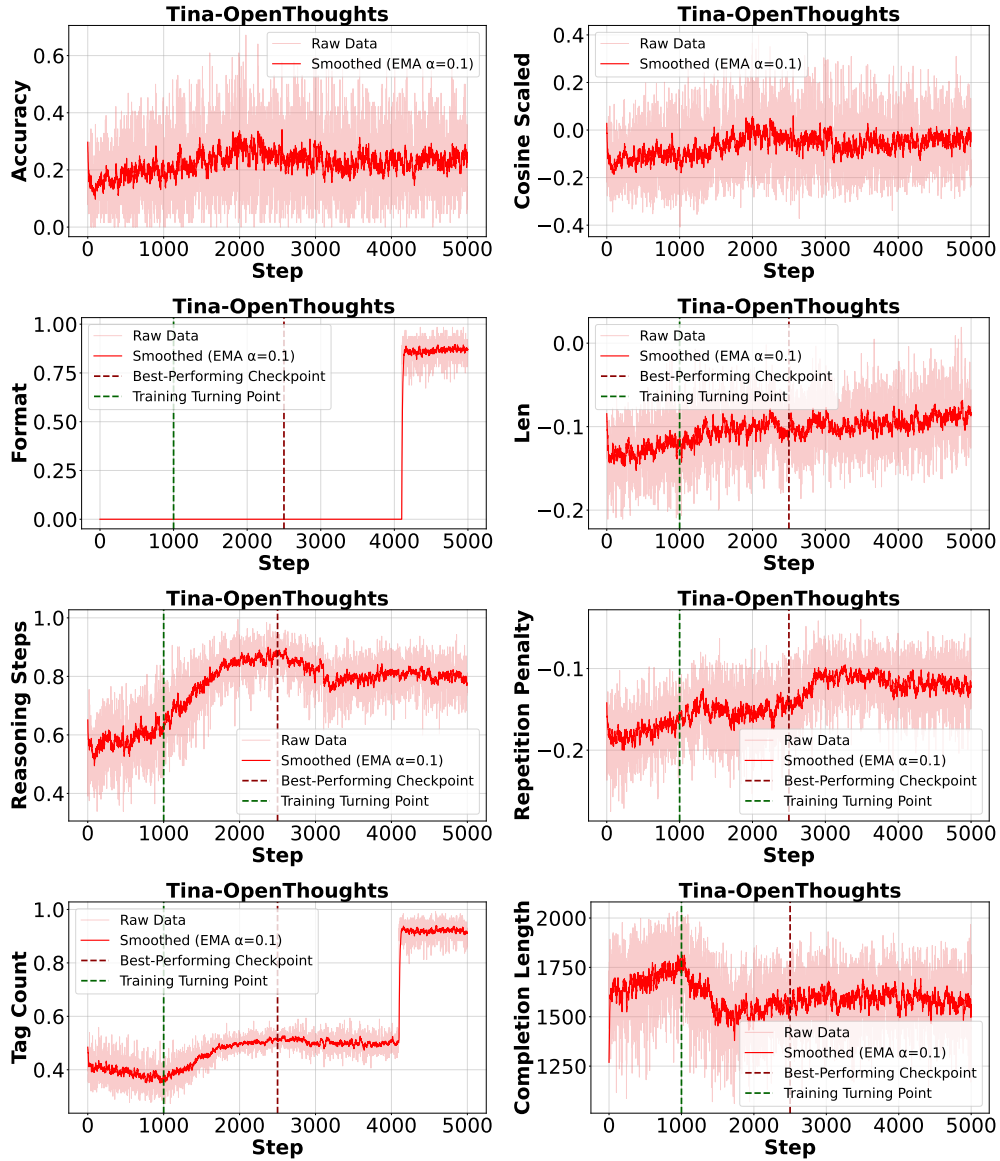 Tina-OpenThoughts
Accuracy
0.6
0.4
0.2
0.0
Raw Data
Smoothed (EMA α=0.1)
0 1000 2000 3000 4000 5000
Step
Tina-OpenThoughts
Cosine Scaled
0.4
0.2
0.0
−0.2
−0.4
Raw Data
Smoothed (EMA α=0.1)
0 1000 2000 3000 4000 5000
Step
Tina-OpenThoughts
Format
1.00
0.75
0.50
0.25
0.00
Raw Data
Smoothed (EMA α=0.1)
Best-Performing Checkpoint
Training Turning Point
0 1000 2000 3000 4000 5000
Step
Tina-OpenThoughts
Len
0.0
−0.1
−0.2
Raw Data
Smoothed (EMA α=0.1)
Best-Performing Checkpoint
Training Turning Point
0 1000 2000 3000 4000 5000
Step
Tina-OpenThoughts
Reasoning Steps
1.0
0.8
0.6
0.4
Raw Data
Smoothed (EMA α=0.1)
Best-Performing Checkpoint
Training Turning Point
0 1000 2000 3000 4000 5000
Step
Tina-OpenThoughts
Repetition Penalty
−0.1
−0.2
Raw Data
Smoothed (EMA α=0.1)
Best-Performing Checkpoint
Training Turning Point
0 1000 2000 3000 4000 5000
Step
Tina-OpenThoughts
Tag Count
1.0
0.8
0.6
0.4
Raw Data
Smoothed (EMA α=0.1)
Best-Performing Checkpoint
Training Turning Point
0 1000 2000 3000 4000 5000
Step
Tina-OpenThoughts
Completion Length
2000
1750
1500
1250
Raw Data
Smoothed (EMA α=0.1)
Best-Performing Checkpoint
Training Turning Point
0 1000 2000 3000 4000 5000
Step